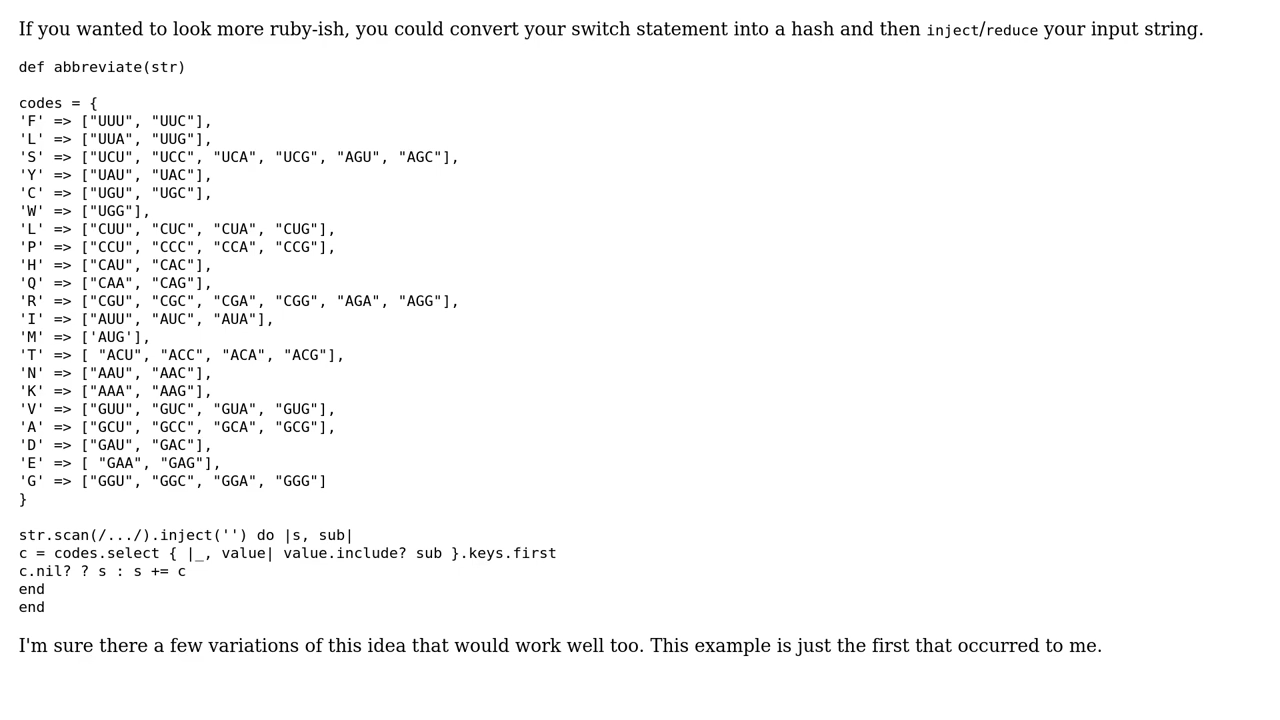 If you wanted to look more ruby-ish, you could convert your switch statement into a hash and then inject/reduce your input string.
def abbreviate(str)
codes = {
'F' => ["UUU", "UUC"],
'L' => ["UUA", "UUG"],
'S' => ["UCU", "UCC", "UCA", "UCG", "AGU", "AGC"],
'Y' => ["UAU", "UAC"],
'C' => ["UGU", "UGC"],
'W' => ["UGG"],
'L' => ["CUU", "CUC", "CUA", "CUG"],
'P' => ["CCU", "CCC", "CCA", "CCG"],
'H' => ["CAU", "CAC"],
'Q' => ["CAA", "CAG"],
'R' => ["CGU", "CGC", "CGA", "CGG", "AGA", "AGG"],
'I' => ["AUU", "AUC", "AUA"],
'M' => ['AUG'],
'T' => [ "ACU", "ACC", "ACA", "ACG"],
'N' => ["AAU", "AAC"],
'K' => ["AAA", "AAG"],
'V' => ["GUU", "GUC", "GUA", "GUG"],
'A' => ["GCU", "GCC", "GCA", "GCG"],
'D' => ["GAU", "GAC"],
'E' => [ "GAA", "GAG"],
'G' => ["GGU", "GGC", "GGA", "GGG"]
}
str.scan(/.../).inject('') do |s, sub|
c = codes.select { |_, value| value.include? sub }.keys.first
c.nil? ? s : s += c
end
end
I'm sure there a few variations of this idea that would work well too. This example is just the first that occurred to me.